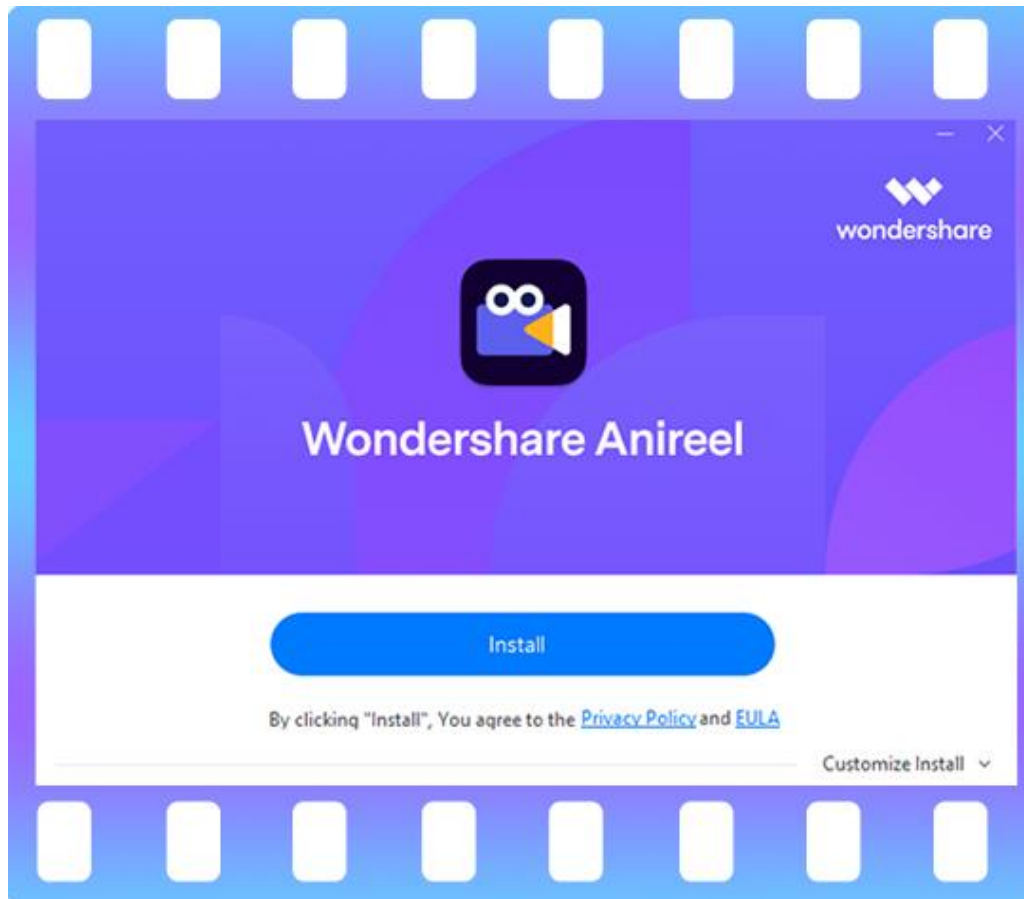 wondershare
Wondershare Anireel
Install
By clicking "Install", You agree to the Privacy Policy and EULA
Customize Install